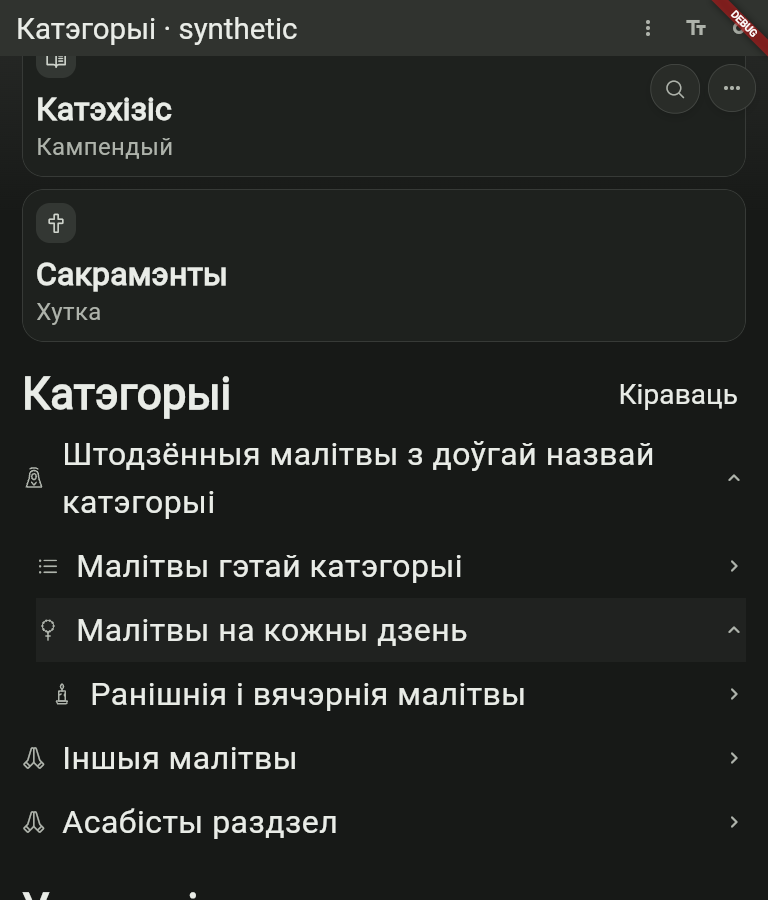 Катэгорыі · synthetic
DEBUG
Катэхізіс
Кампендый
Сакрамэнты
Хутка
Катэгорыі
Кіраваць
Штодзённыя малітвы з доўгай назвай
катэгорыі
Малітвы гэтай катэгорыі
Малітвы на кожны дзень
Ранішнія і вячэрнія малітвы
Іншыя малітвы
Асабісты раздзел